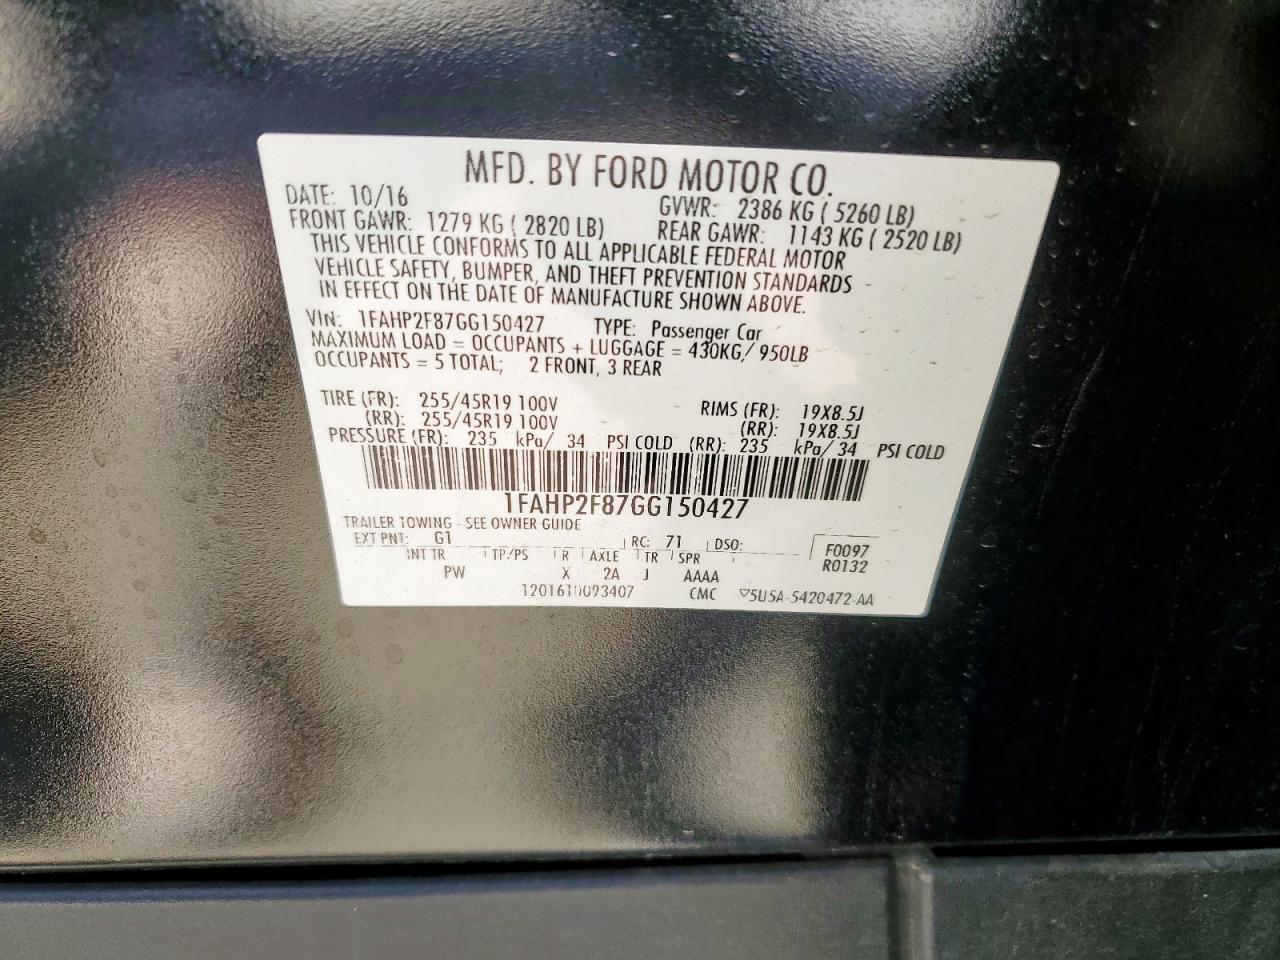 MFD. BY FORD MOTOR CO.
DATE: 10/16 GVWR: 2386 KG ( 5260 LB)
FRONT GAWR: 1279 KG ( 2820 LB) REAR GAWR: 1143 KG ( 2520 LB)
THIS VEHICLE CONFORMS TO ALL APPLICABLE FEDERAL MOTOR
VEHICLE SAFETY, BUMPER, AND THEFT PREVENTION STANDARDS
IN EFFECT ON THE DATE OF MANUFACTURE SHOWN ABOVE.
VIN: 1FAHP2F87GG150427 TYPE: Passenger Car
MAXIMUM LOAD = OCCUPANTS + LUGGAGE = 430KG/ 950LB
OCCUPANTS = 5 TOTAL; 2 FRONT, 3 REAR
TIRE (FR): 255/45R19 100V RIMS (FR): 19X8.5J
(RR): 255/45R19 100V (RR): 19X8.5J
PRESSURE (FR): 235 kPa/ 34 PSI COLD (RR): 235 kPa/ 34 PSI COLD
1FAHP2F87GG150427
TRAILER TOWING - SEE OWNER GUIDE
EXT PNT: G1 RC: 71 DSO: F0097
INT TR TP/PS R AXLE TR SPR R0132
PW X 2A J AAAA
1201610093407 CMC 5U5A-5420472-AA